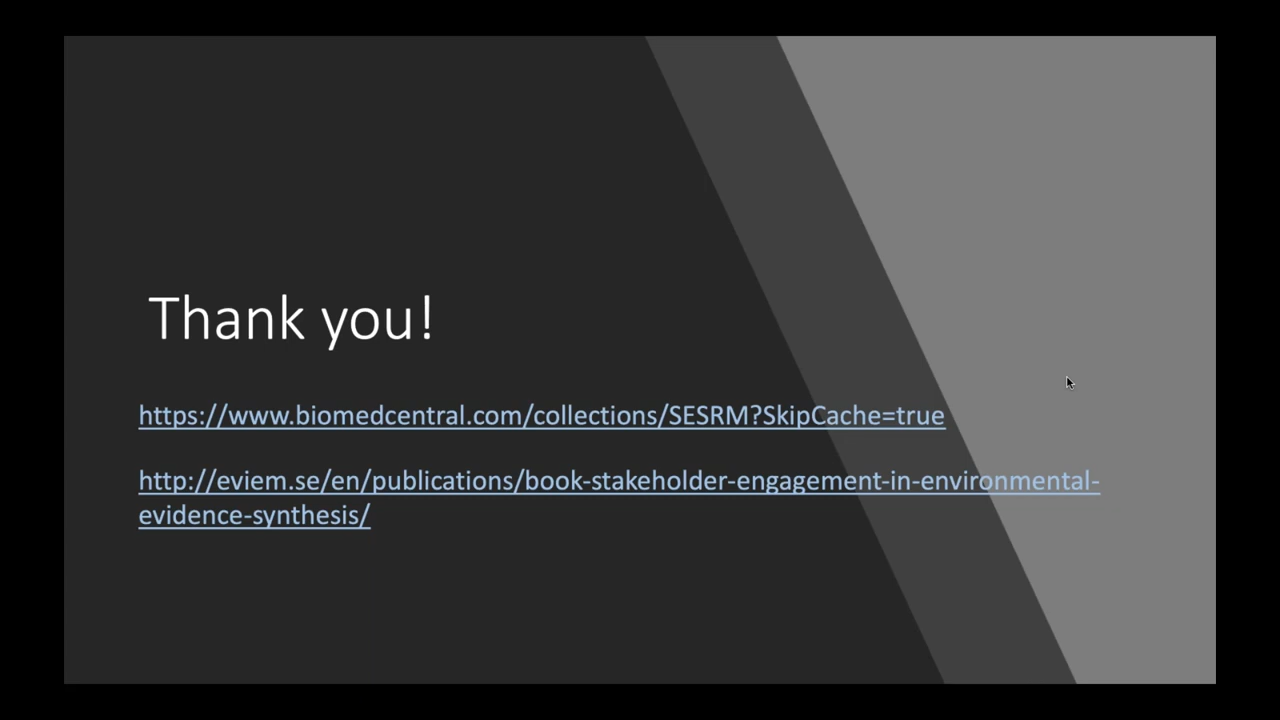 Thank you!
https://www.biomedcentral.com/collections/SESRM?SkipCache=true
http://eviem.se/en/publications/book-stakeholder-engagement-in-environmental-
evidence-synthesis/